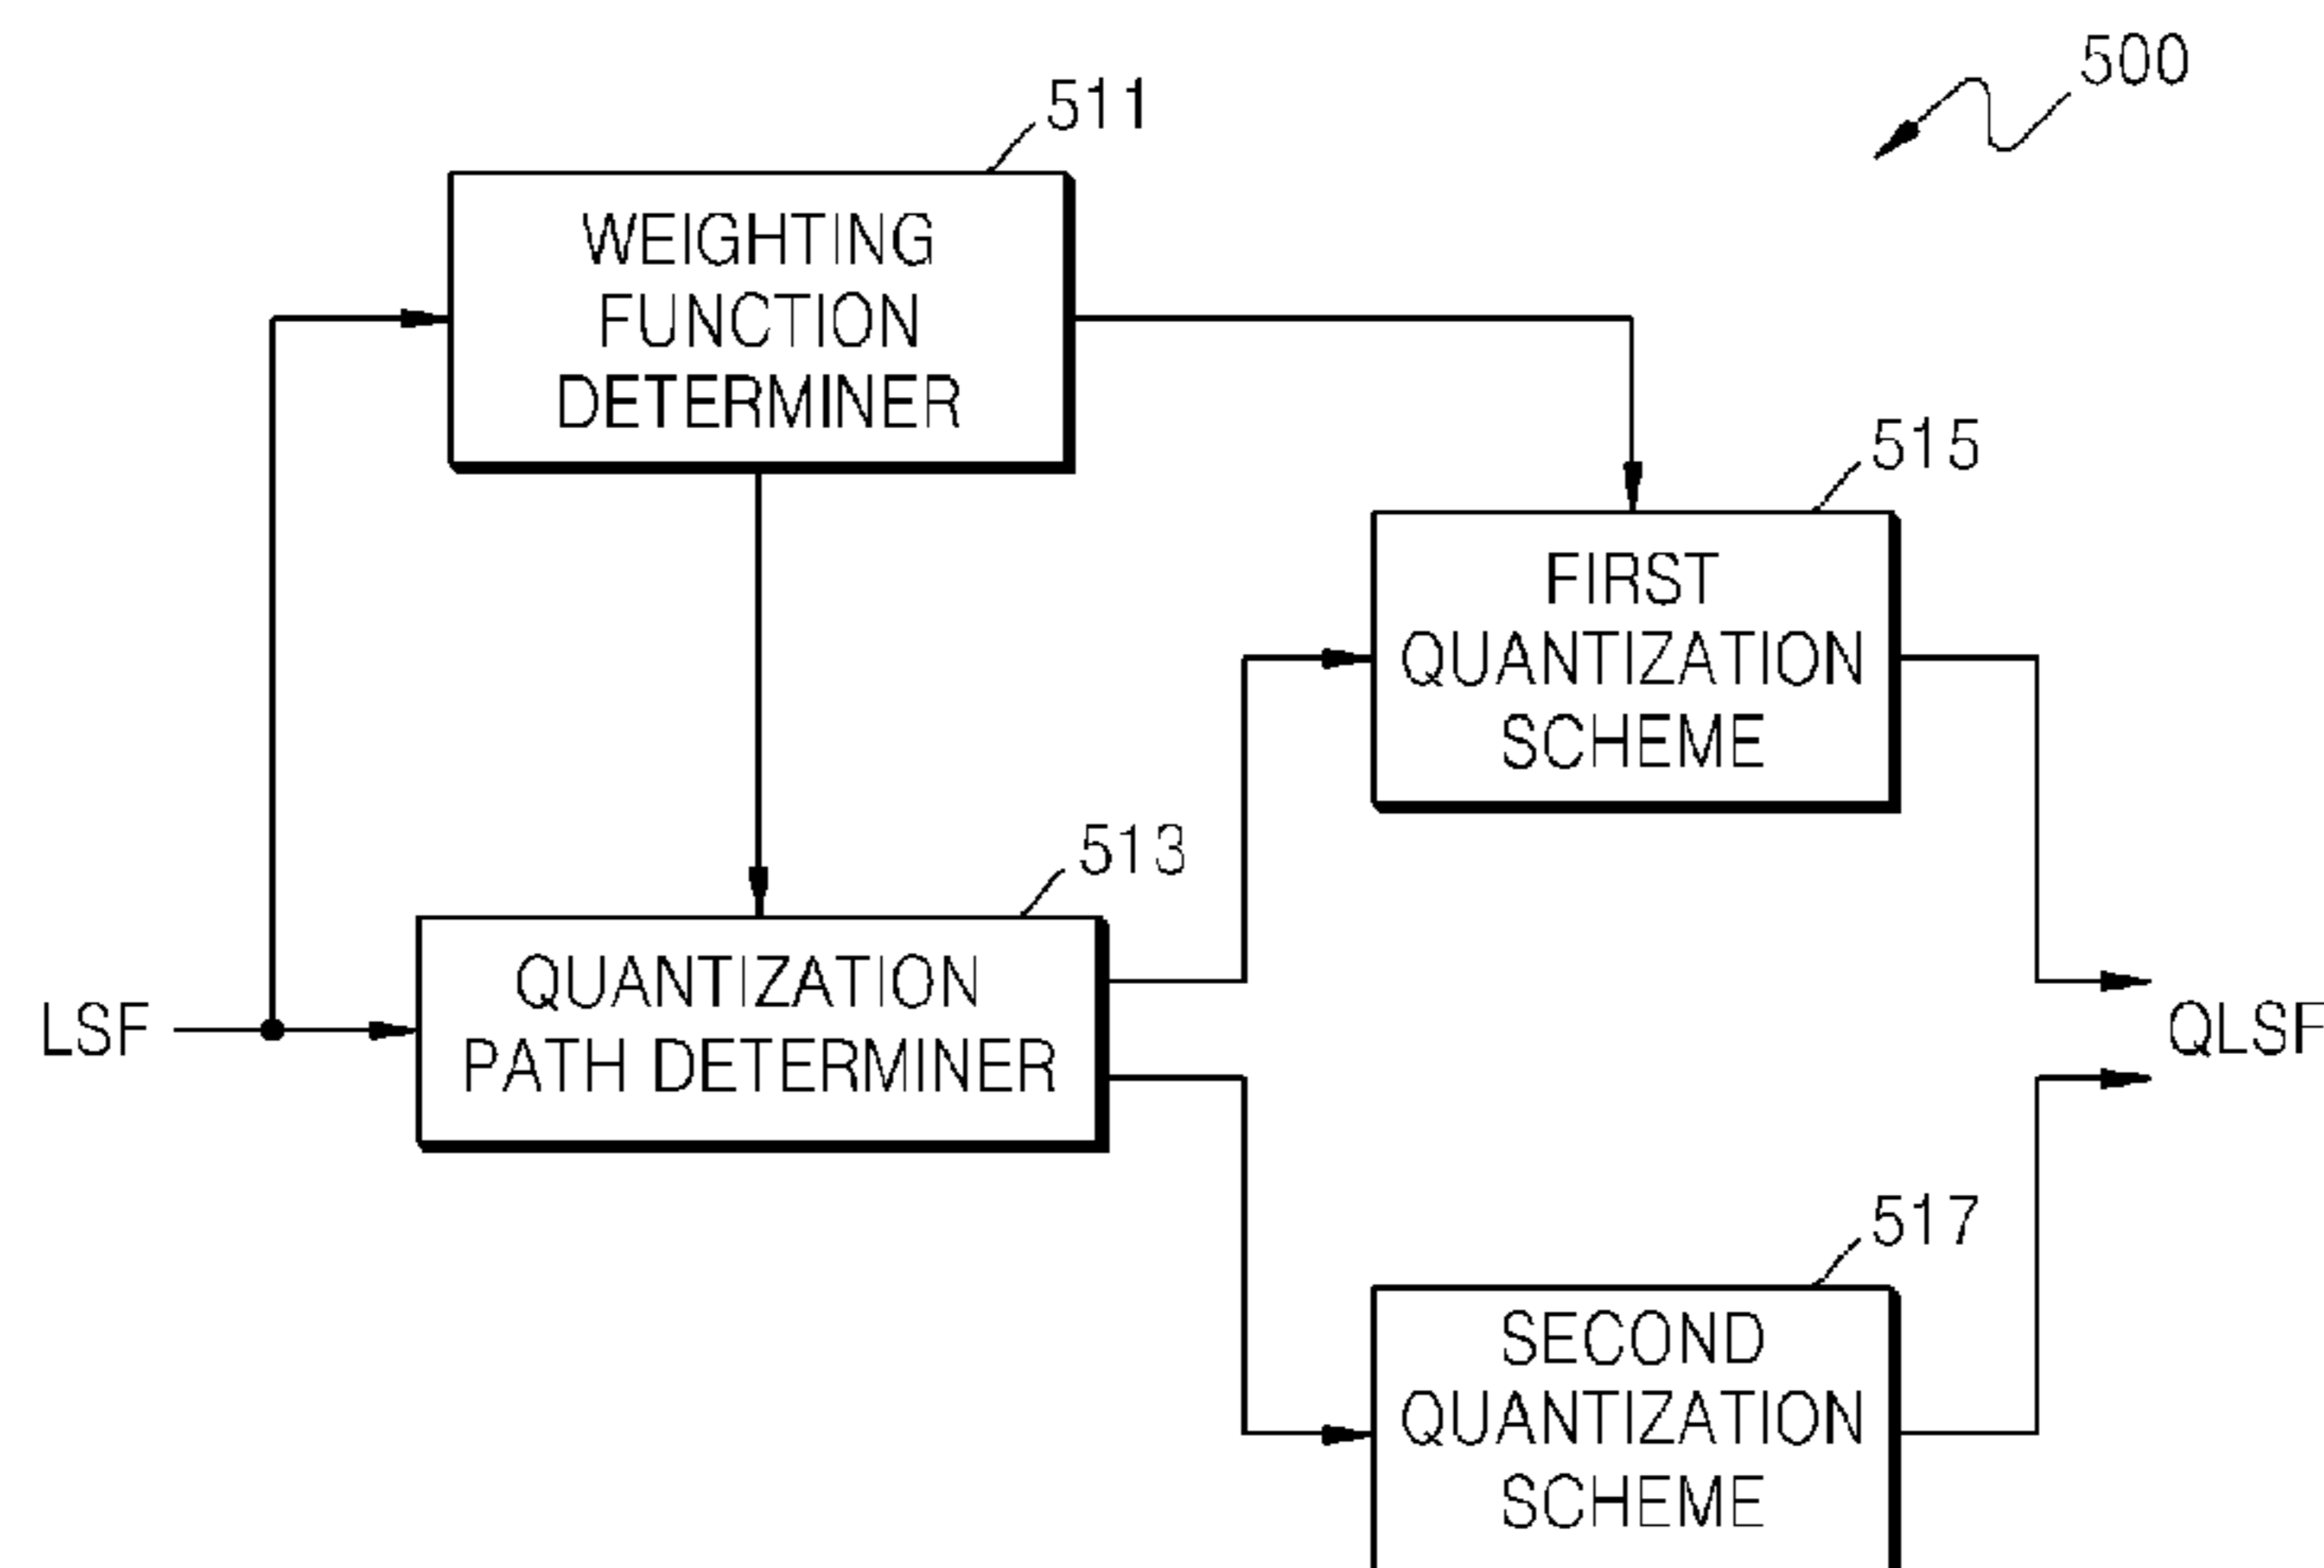 500
511
WEIGHTING
FUNCTION
DETERMINER
515
FIRST
QUANTIZATION
SCHEME
513
QUANTIZATION
PATH DETERMINER
LSF
QLSF
517
SECOND
QUANTIZATION
SCHEME